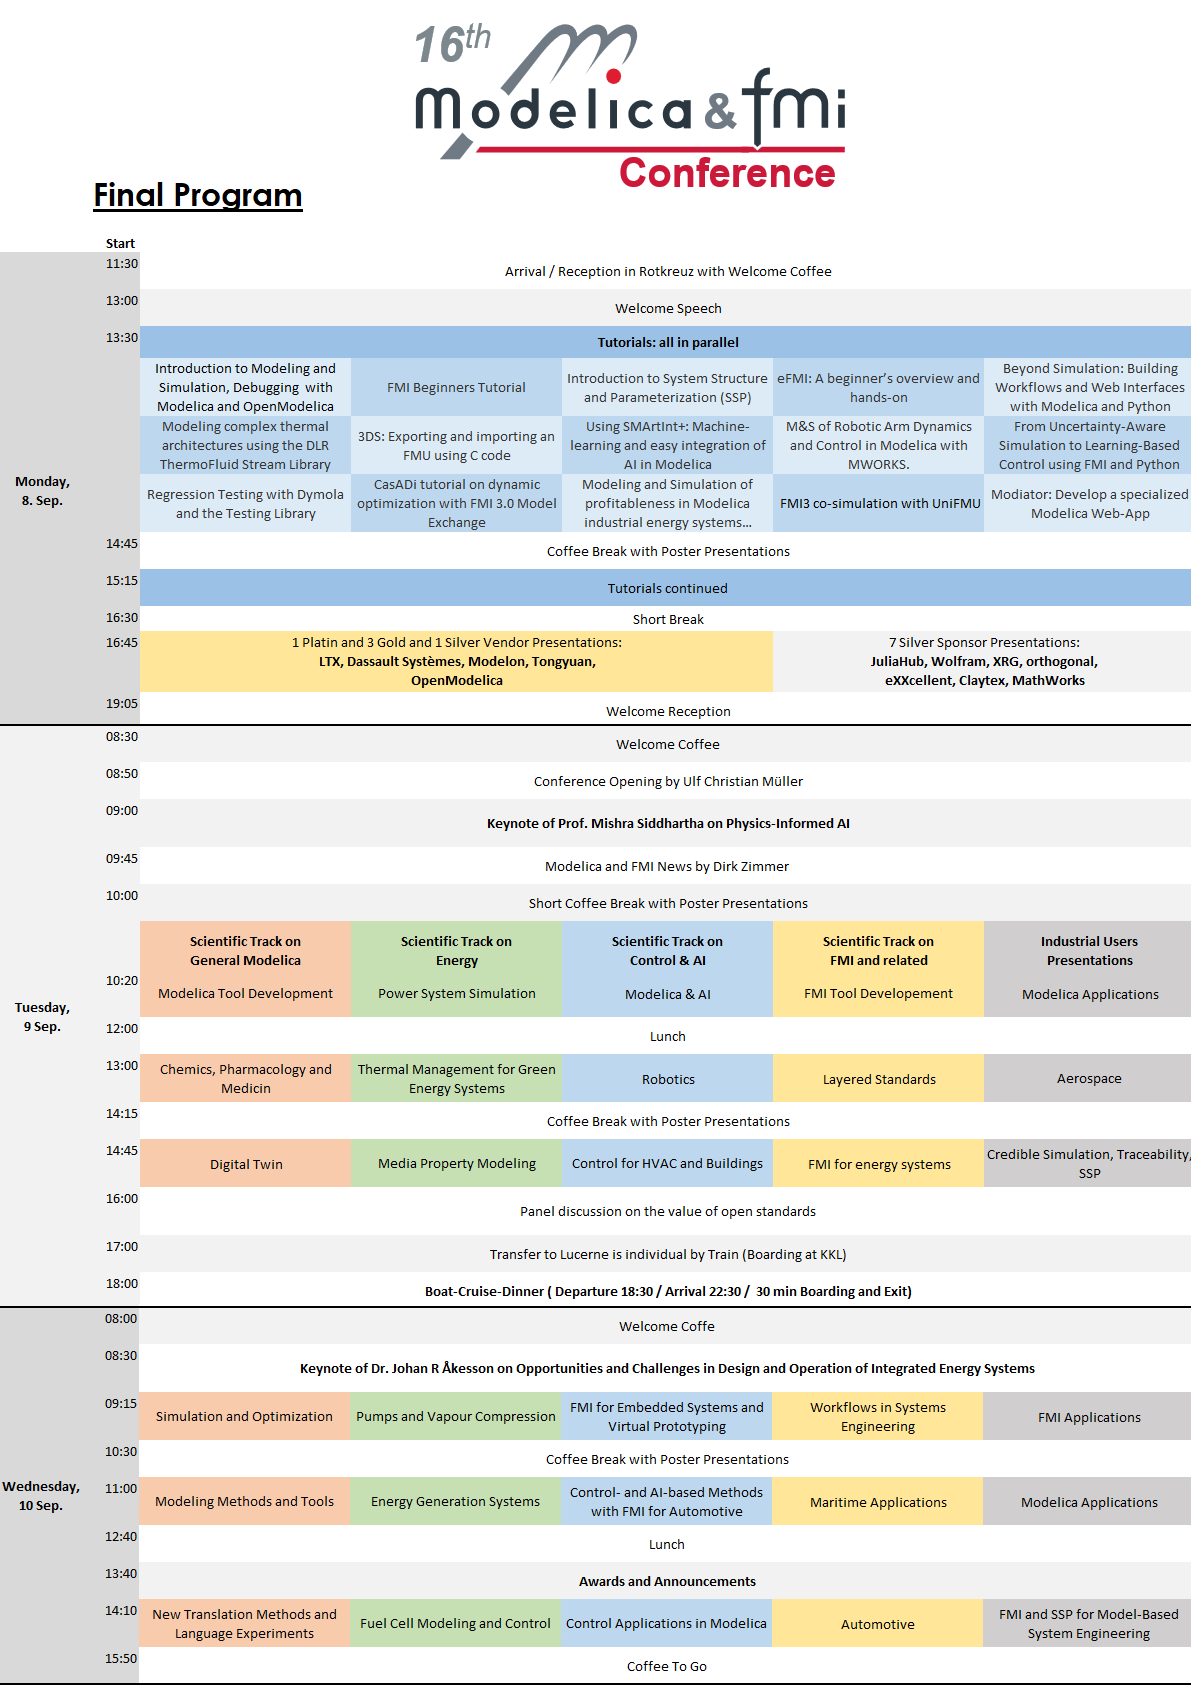 16th
Modelica & fmi
Conference
Final Program
Start
Monday,
8. Sep.
11:30
Arrival / Reception in Rotkreuz with Welcome Coffee
13:00
Welcome Speech
13:30
Tutorials: all in parallel
Introduction to Modeling and
Simulation, Debugging with
Modelica and OpenModelica
FMI Beginners Tutorial
Introduction to System Structure
and Parameterization (SSP)
eFMI: A beginner's overview and
hands-on
Beyond Simulation: Building
Workflows and Web Interfaces
with Modelica and Python
Modeling complex thermal
architectures using the DLR
ThermoFluid Stream Library
3DS: Exporting and importing an
FMU using C code
Using SMArtInt+: Machine-
learning and easy integration of
AI in Modelica
M&S of Robotic Arm Dynamics
and Control in Modelica with
MWORKS.
From Uncertainty-Aware
Simulation to Learning-Based
Control using FMI and Python
Regression Testing with Dymola
and the Testing Library
CasADi tutorial on dynamic
optimization with FMI 3.0 Model
Exchange
Modeling and Simulation of
profitableness in Modelica
industrial energy systems...
FMI3 co-simulation with UniFMU
Modiator: Develop a specialized
Modelica Web-App
14:45
Coffee Break with Poster Presentations
15:15
Tutorials continued
16:30
Short Break
16:45
1 Platin and 3 Gold and 1 Silver Vendor Presentations:
LTX, Dassault Systèmes, Modelon, Tongyuan,
OpenModelica
7 Silver Sponsor Presentations:
JuliaHub, Wolfram, XRG, orthogonal,
eXXcellent, Claytex, MathWorks
19:05
Welcome Reception
Tuesday,
9 Sep.
08:30
Welcome Coffee
08:50
Conference Opening by Ulf Christian Müller
09:00
Keynote of Prof. Mishra Siddhartha on Physics-Informed AI
09:45
Modelica and FMI News by Dirk Zimmer
10:00
Short Coffee Break with Poster Presentations
Scientific Track on
General Modelica
Scientific Track on
Energy
Scientific Track on
Control & AI
Scientific Track on
FMI and related
Industrial Users
Presentations
10:20
Modelica Tool Development
Power System Simulation
Modelica & AI
FMI Tool Developement
Modelica Applications
12:00
Lunch
13:00
Chemics, Pharmacology and
Medicin
Thermal Management for Green
Energy Systems
Robotics
Layered Standards
Aerospace
14:15
Coffee Break with Poster Presentations
14:45
Digital Twin
Media Property Modeling
Control for HVAC and Buildings
FMI for energy systems
Credible Simulation, Traceability,
SSP
16:00
Panel discussion on the value of open standards
17:00
Transfer to Lucerne is individual by Train (Boarding at KKL)
18:00
Boat-Cruise-Dinner ( Departure 18:30 / Arrival 22:30 / 30 min Boarding and Exit)
Wednesday,
10 Sep.
08:00
Welcome Coffe
08:30
Keynote of Dr. Johan R Åkesson on Opportunities and Challenges in Design and Operation of Integrated Energy Systems
09:15
Simulation and Optimization
Pumps and Vapour Compression
FMI for Embedded Systems and
Virtual Prototyping
Workflows in Systems
Engineering
FMI Applications
10:30
Coffee Break with Poster Presentations
11:00
Modeling Methods and Tools
Energy Generation Systems
Control- and AI-based Methods
with FMI for Automotive
Maritime Applications
Modelica Applications
12:40
Lunch
13:40
Awards and Announcements
14:10
New Translation Methods and
Language Experiments
Fuel Cell Modeling and Control
Control Applications in Modelica
Automotive
FMI and SSP for Model-Based
System Engineering
15:50
Coffee To Go